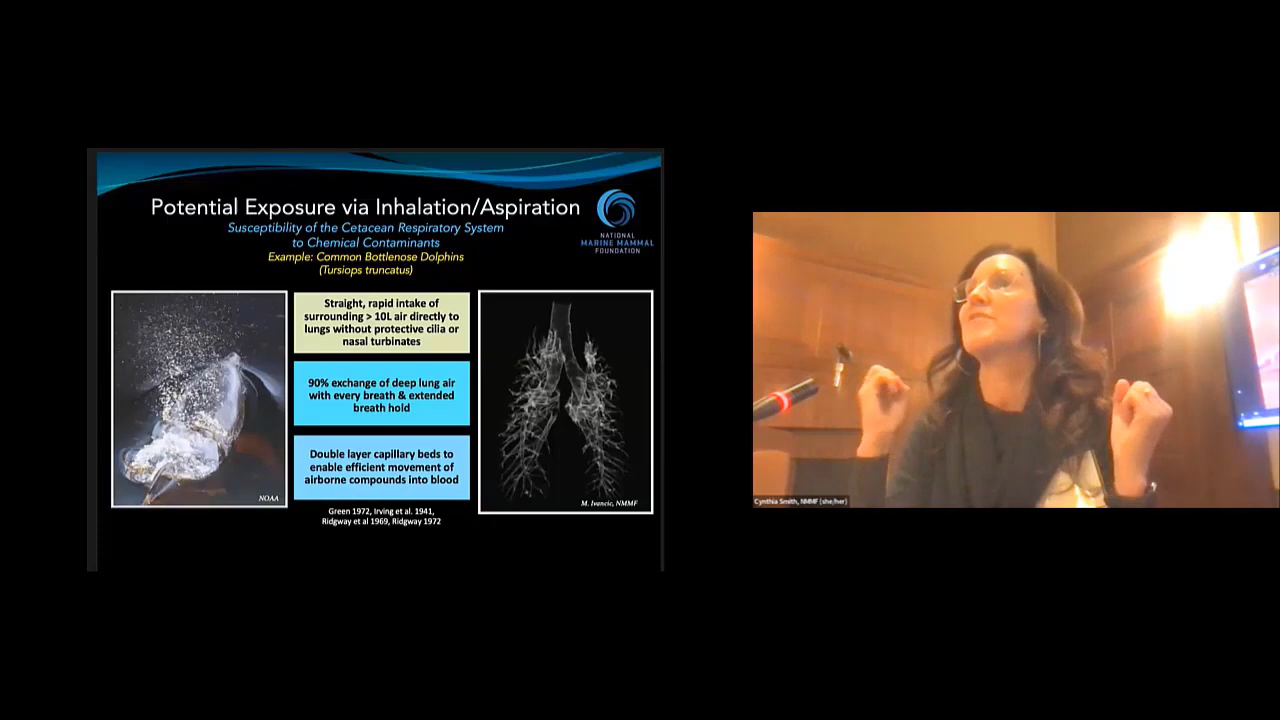 Potential Exposure via Inhalation/Aspiration
Susceptibility of the Cetacean Respiratory System
to Chemical Contaminants
Example: Common Bottlenose Dolphins
(Tursiops truncatus)
NATIONAL
MARINE MAMMAL
FOUNDATION
Straight, rapid intake of
surrounding > 10L air directly to
lungs without protective cilia or
nasal turbinates
90% exchange of deep lung air
with every breath & extended
breath hold
Double layer capillary beds to
enable efficient movement of
airborne compounds into blood
NOAA
M. Ivancic, NMMF
Green 1972, Irving et al. 1941,
Ridgway et al 1969, Ridgway 1972
Cynthia Smith, NMMF (she/her)